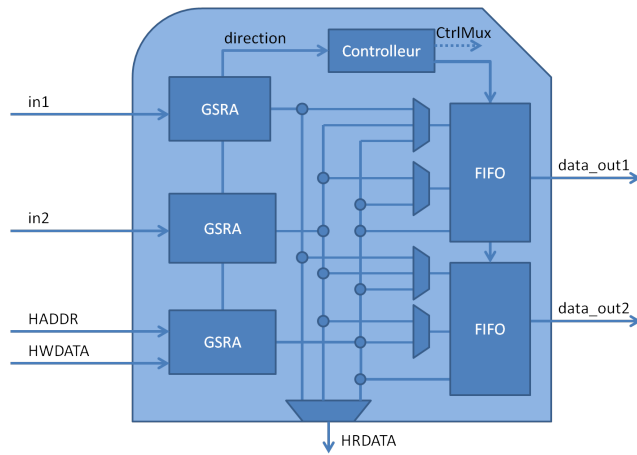 direction
Controlleur
CtrlMux
in1
GSRA
FIFO
data_out1
in2
GSRA
HADDR
HWDATA
GSRA
FIFO
data_out2
HRDATA